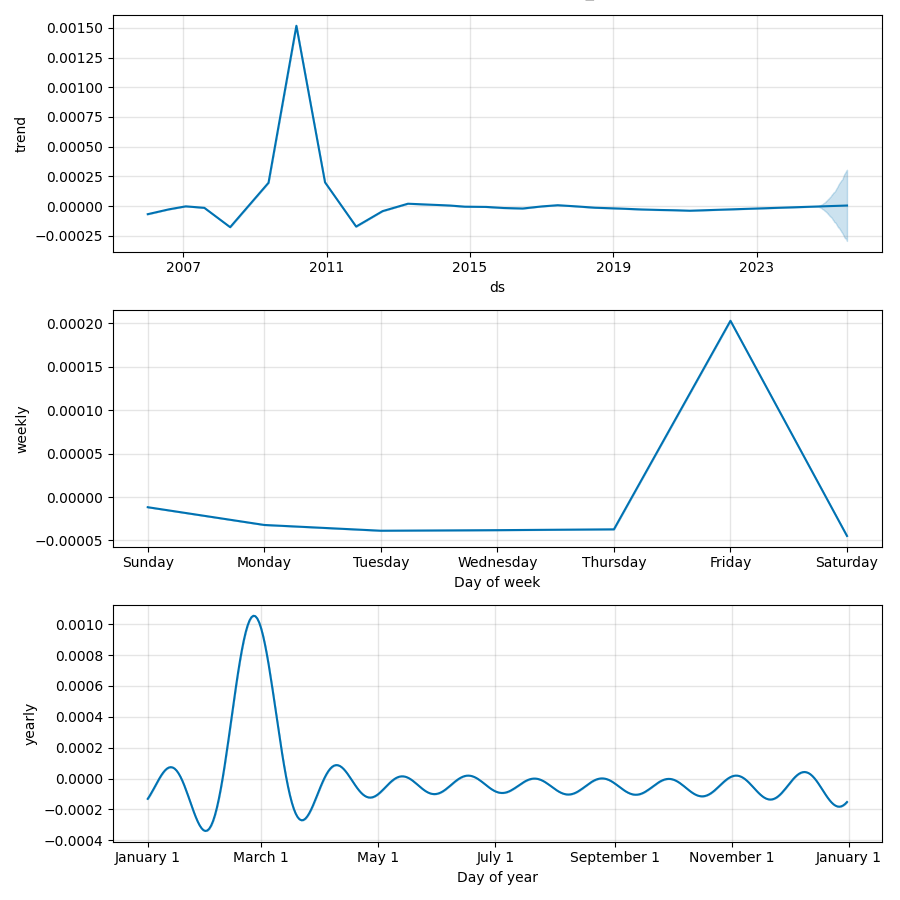 0.00150
0.00125
0.00100
0.00075
0.00050
0.00025
0.00000
−0.00025
trend
2007 2011 2015 2019 2023
ds
0.00020
0.00015
0.00010
0.00005
0.00000
−0.00005
weekly
Sunday Monday Tuesday Wednesday Thursday Friday Saturday
Day of week
0.0010
0.0008
0.0006
0.0004
0.0002
0.0000
−0.0002
−0.0004
yearly
January 1 March 1 May 1 July 1 September 1 November 1 January 1
Day of year